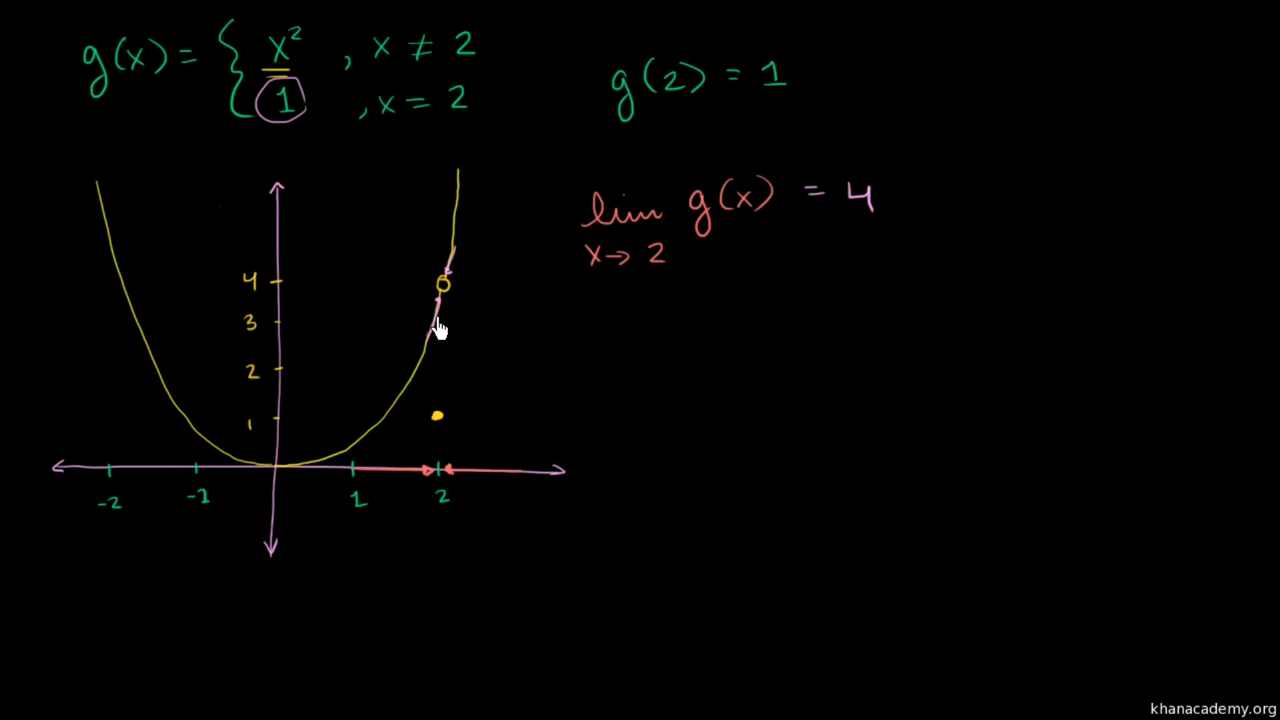 g(x) = { x² , x ≠ 2
1 , x = 2
g(2) = 1
lim g(x) = 4
x → 2
4
3
2
1
-2 -1 1 2
khanacademy.org